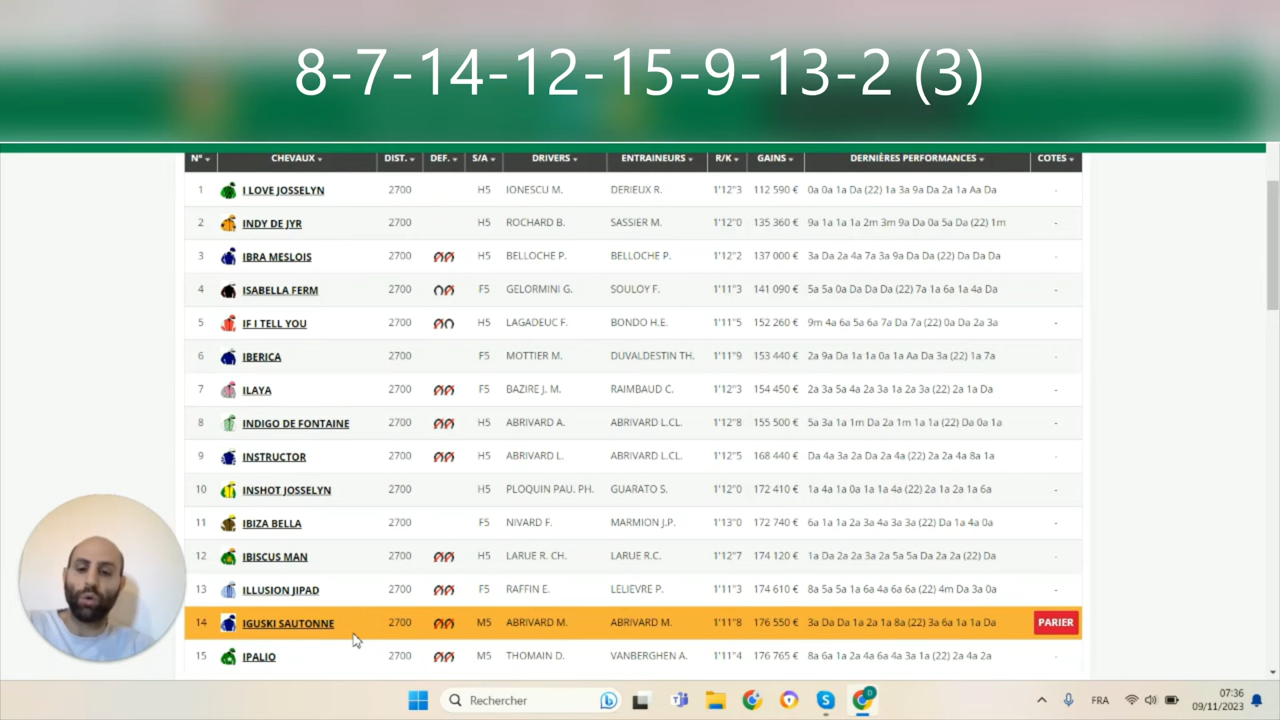 8-7-14-12-15-9-13-2 (3)
N° CHEVAUX DIST. DEF. S/A DRIVERS ENTRAINEURS R/K GAINS DERNIÈRES PERFORMANCES COTES
1 I LOVE JOSSELYN 2700 H5 IONESCU M. DERIEUX R. 1'12"3 112 590 € 0a 0a 1a Da (22) 1a 3a 9a Da 2a 1a Aa Da -
2 INDY DE JYR 2700 H5 ROCHARD B. SASSIER M. 1'12"0 135 360 € 9a 1a 1a 1a 2m 3m 9a Da 0a 5a Da (22) 1m -
3 IBRA MESLOIS 2700 H5 BELLOCHE P. BELLOCHE P. 1'12"2 137 000 € 3a Da 2a 4a 7a 3a 9a Da Da (22) Da Da Da -
4 ISABELLA FERM 2700 F5 GELORMINI G. SOULOY F. 1'11"3 141 090 € 5a 5a 0a Da Da Da (22) 7a 1a 6a 1a 4a Da -
5 IF I TELL YOU 2700 H5 LAGADEUC F. BONDO H.E. 1'11"5 152 260 € 9m 4a 6a 5a 6a 7a Da 7a (22) 0a Da 2a 3a -
6 IBERICA 2700 F5 MOTTIER M. DUVALDESTIN TH. 1'11"9 153 440 € 2a 9a Da 1a 1a 0a 1a Aa Da 3a (22) 1a 7a -
7 ILAYA 2700 F5 BAZIRE J. M. RAIMBAUD C. 1'12"3 154 450 € 2a 3a 5a 4a 2a 3a 1a 2a 3a (22) 2a 1a Da -
8 INDIGO DE FONTAINE 2700 H5 ABRIVARD A. ABRIVARD L.CL. 1'12"8 155 500 € 5a 3a 1a 1m Da 2a 1m 1a 1a (22) Da 0a 1a -
9 INSTRUCTOR 2700 H5 ABRIVARD L. ABRIVARD L.CL. 1'12"5 168 440 € Da 4a 3a 2a Da 2a 4a (22) 2a 2a 4a 8a 1a -
10 INSHOT JOSSELYN 2700 H5 PLOQUIN PAU. PH. GUARATO S. 1'12"0 172 410 € 1a 4a 1a 0a 1a 1a 4a (22) 2a 1a 2a 1a 6a -
11 IBIZA BELLA 2700 F5 NIVARD F. MARMION J.P. 1'13"0 172 740 € 6a 1a 1a 2a 3a 4a 3a 3a (22) Da 1a 4a 0a -
12 IBISCUS MAN 2700 H5 LARUE R. CH. LARUE R.C. 1'12"7 174 120 € 1a Da 2a 2a 3a 2a 5a 5a Da 2a 2a (22) Da -
13 ILLUSION JIPAD 2700 F5 RAFFIN E. LELIEVRE P. 1'11"3 174 610 € 8a 5a 5a 1a 6a 4a 6a 6a (22) 4m Da 3a 0a -
14 IGUSKI SAUTONNE 2700 M5 ABRIVARD M. ABRIVARD M. 1'11"8 176 550 € 3a Da Da 1a 2a 1a 8a (22) 3a 6a 1a 1a Da PARIER
15 IPALIO 2700 M5 THOMAIN D. VANBERGHEN A. 1'11"4 176 765 € 8a 6a 1a 2a 4a 6a 4a 3a 1a (22) 2a 4a 2a -
Rechercher FRA 07:36
09/11/2023